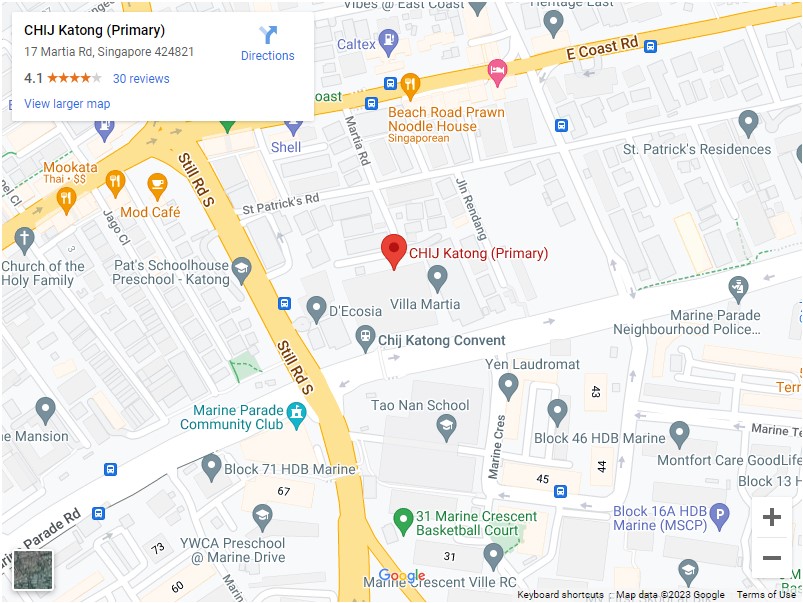 Vibes @ East Coast
Heritage East
CHIJ Katong (Primary)
17 Martia Rd, Singapore 424821
4.1
30 reviews
View larger map
Directions
Caltex
E Coast Rd
oast
Beach Road Prawn
Noodle House
Singaporean
Shell
Martia Rd
St. Patrick's Residences
Mookata
Thai • $$
Mod Café
Still Rd S
St Patrick's Rd
Jln Rendang
Jago Cl
Church of the
Holy Family
Pat's Schoolhouse
Preschool - Katong
CHIJ Katong (Primary)
Villa Martia
D'Ecosia
Chij Katong Convent
Marine Parade
Neighbourhood Police...
Still Rd S
Yen Laudromat
Terr
43
Marine Parade
Community Club
Tao Nan School
Marine Cres
Block 46 HDB Marine
Marine Te
ne Mansion
Montfort Care GoodLife
Block 71 HDB Marine
44
45
Block 13 H
67
Block 16A HDB
Marine (MSCP)
31 Marine Crescent
Basketball Court
Marine Parade Rd
YWCA Preschool
@ Marine Drive
73
31
60
Google
Marine Crescent Ville RC
Keyboard shortcuts
Map data ©2023 Google
Terms of Use